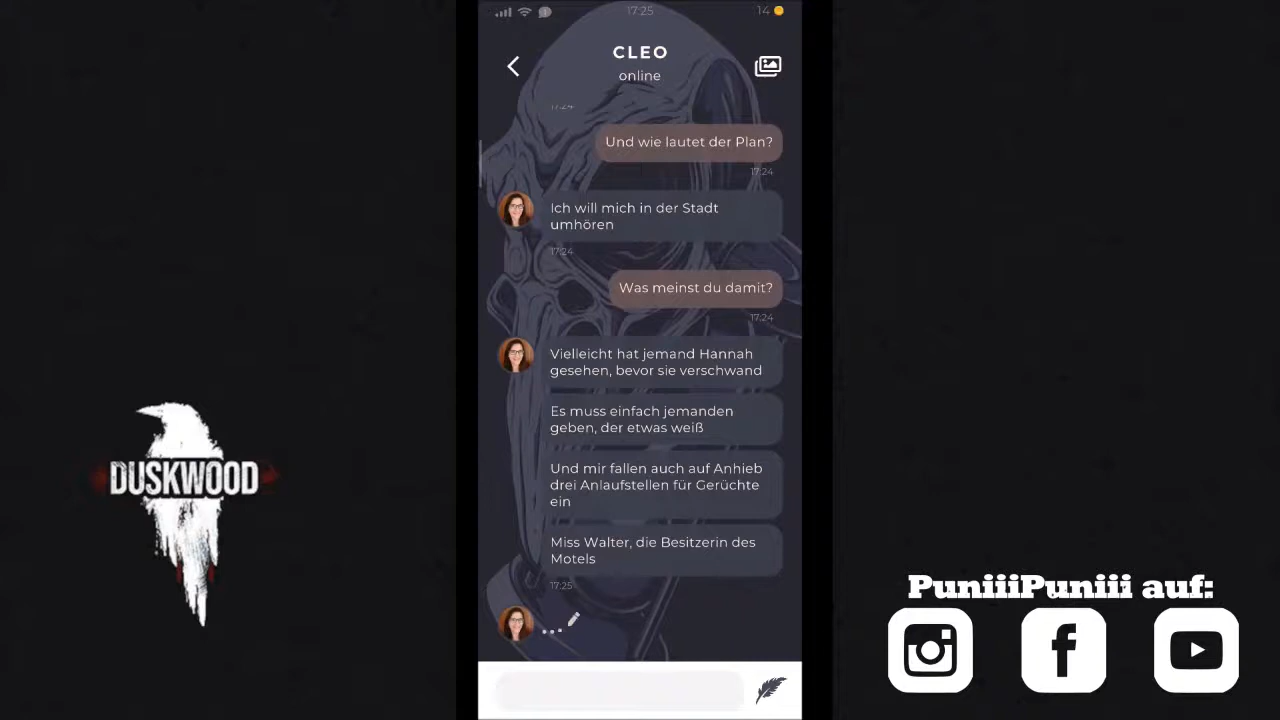 17:25
14
CLEO
online
17:24
Und wie lautet der Plan?
17:24
Ich will mich in der Stadt
umhören
17:24
Was meinst du damit?
17:24
Vielleicht hat jemand Hannah
gesehen, bevor sie verschwand
Es muss einfach jemanden
geben, der etwas weiß
Und mir fallen auch auf Anhieb
drei Anlaufstellen für Gerüchte
ein
Miss Walter, die Besitzerin des
Motels
17:25
DUSKWOOD
PuniiiPuniii auf: